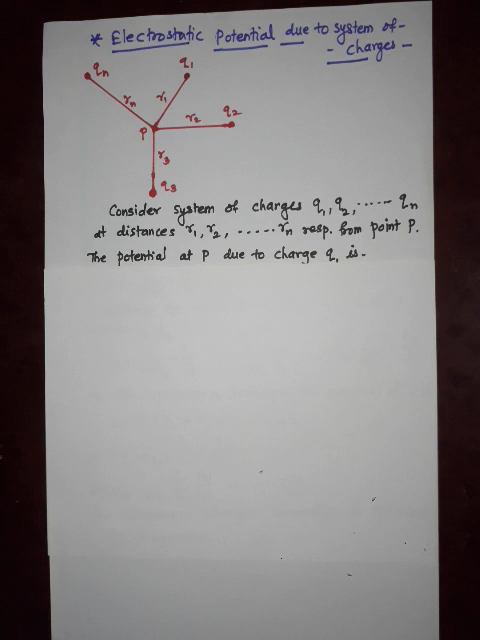 * Electrostatic Potential due to system of -
- Charges -
qn
q1
rn
r1
r2
q2
P
r3
q3
Consider system of charges q1, q2, ...... qn
at distances r1, r2, ...... rn resp. from point P.
The potential at P due to charge q1 is -